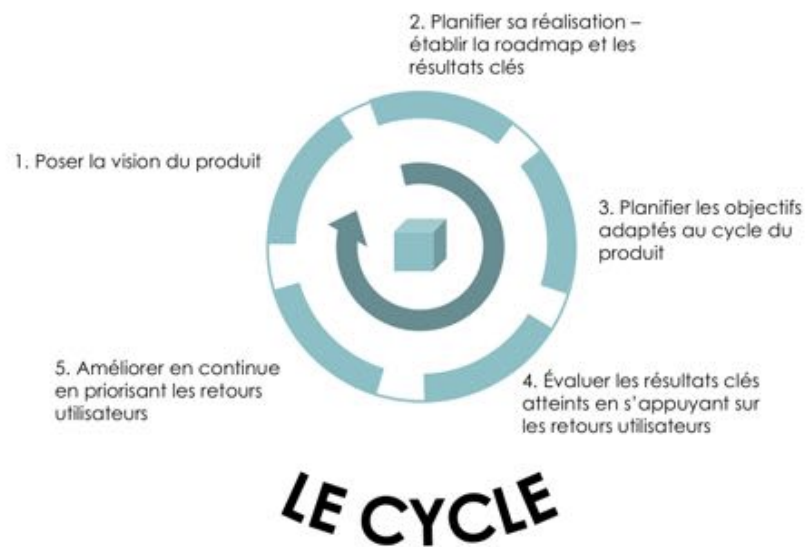 1. Poser la vision du produit
2. Planifier sa réalisation –
établir la roadmap et les
résultats clés
3. Planifier les objectifs
adaptés au cycle du
produit
4. Évaluer les résultats clés
atteints en s'appuyant sur
les retours utilisateurs
5. Améliorer en continue
en priorisant les retours
utilisateurs
LE CYCLE